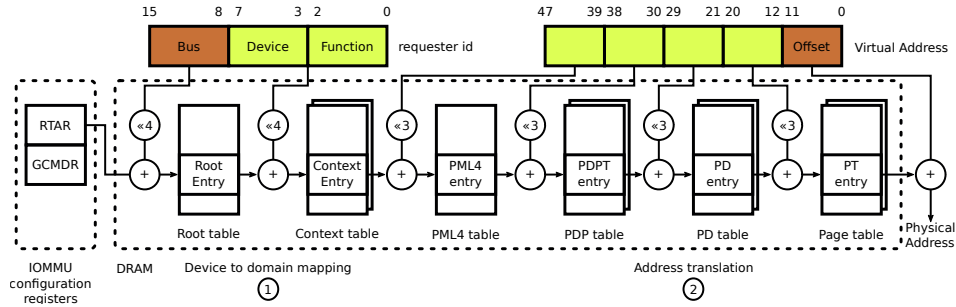 15 8 7 3 2 0 47 39 38 30 29 21 20 12 11 0
Bus Device Function requester id Offset Virtual Address
RTAR «4 «4 «3 «3 «3 «3
GCMDR
+ Root Entry + Context Entry + PML4 entry + PDPT entry + PD entry + PT entry +
Root table Context table PML4 table PDP table PD table Page table Physical Address
IOMMU configuration registers
DRAM Device to domain mapping Address translation
1 2